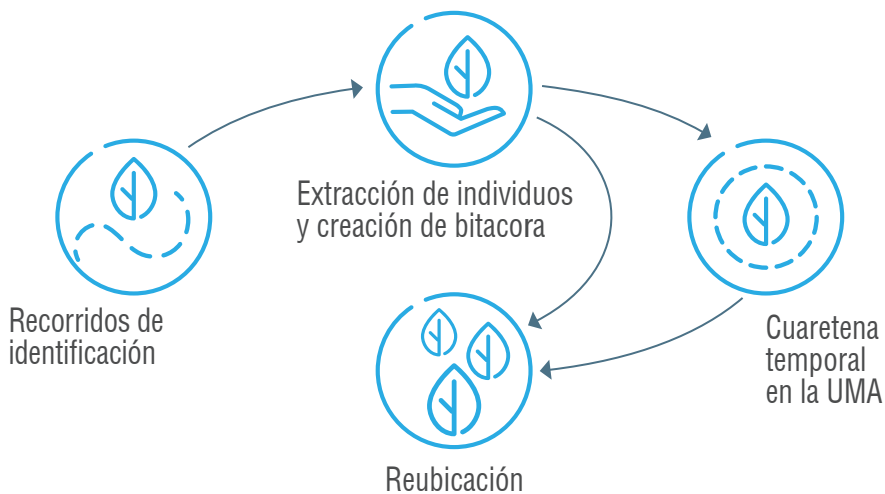 Extracción de individuos
y creación de bitacora
Recorridos de
identificación
Cuaretena
temporal
en la UMA
Reubicación